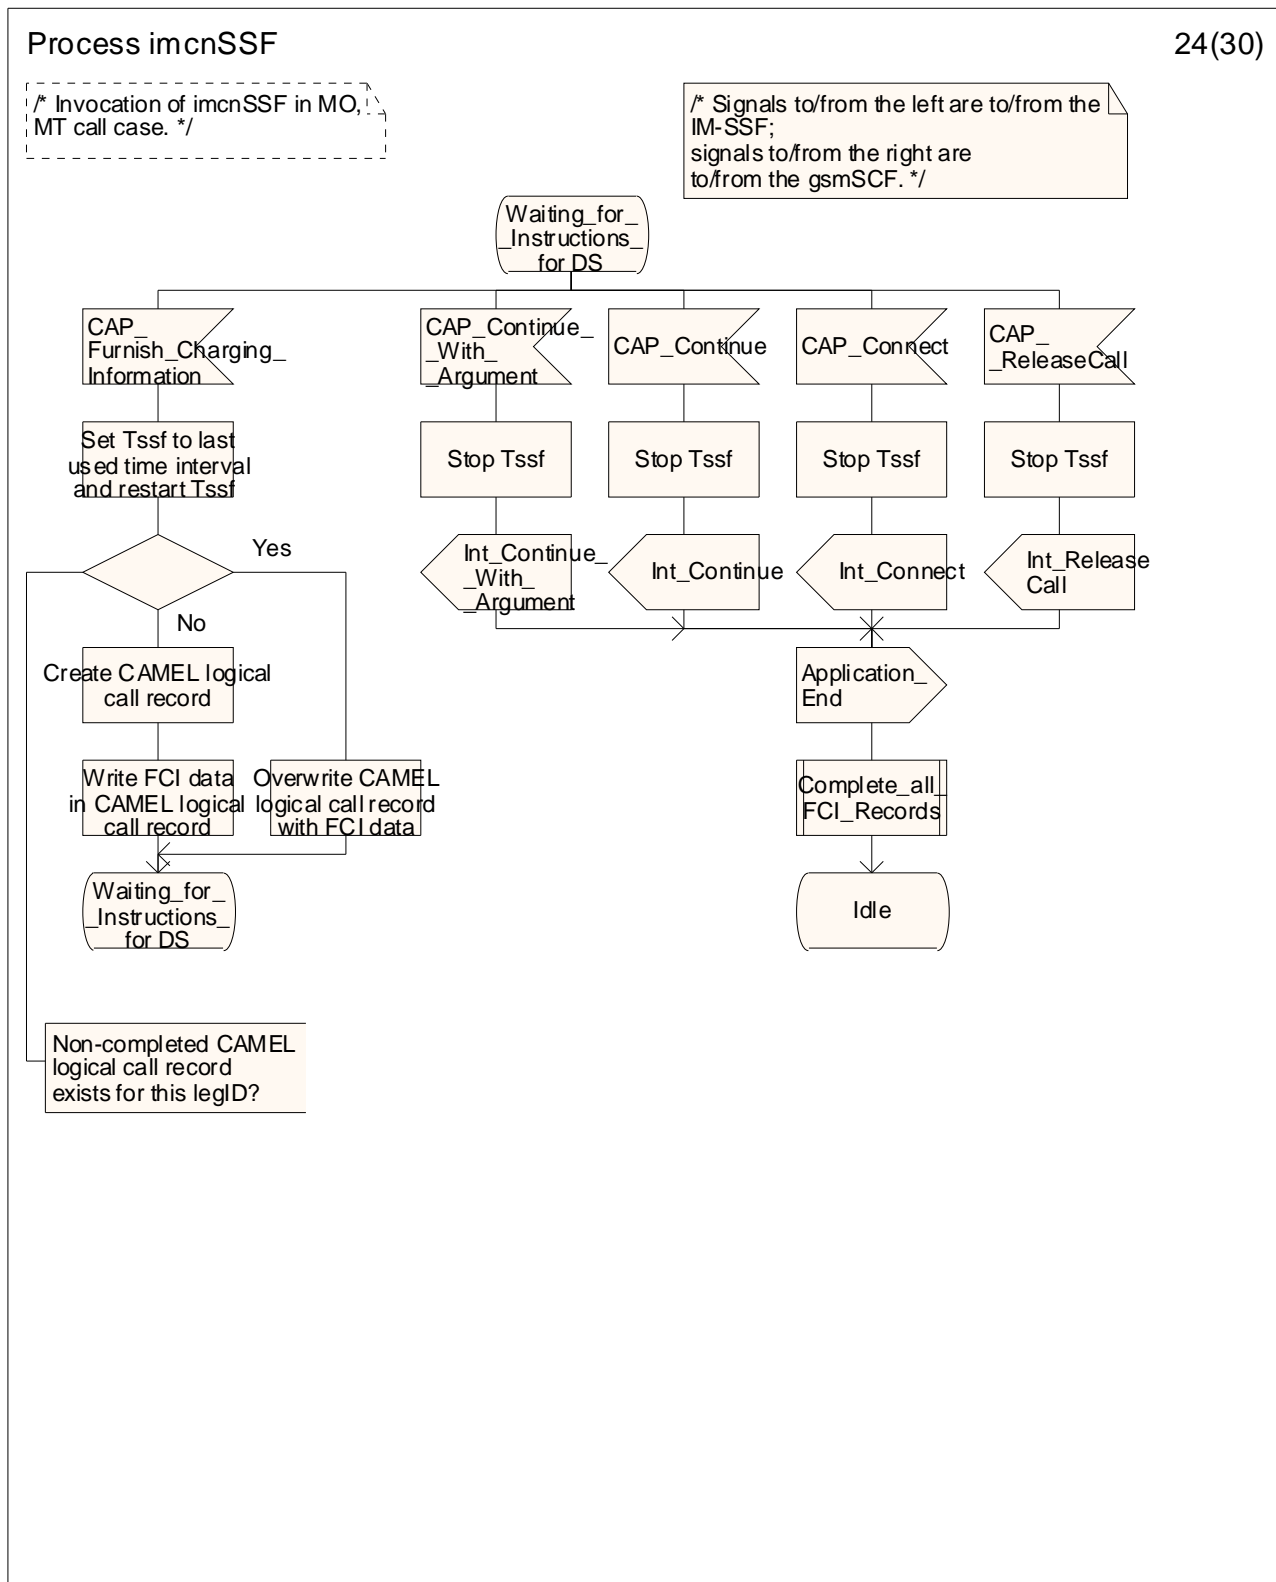 Process imcnSSF
24(30)
/* Invocation of imcnSSF in MO,
MT call case. */
/* Signals to/from the left are to/from the
IM-SSF;
signals to/from the right are
to/from the gsmSCF. */
Waiting_for_
_Instructions_
for DS
CAP_
Furnish_Charging_
Information
CAP_Continue_
_With_
_Argument
CAP_Continue
CAP_Connect
CAP_
_ReleaseCall
Set Tssf to last
used time interval
and restart Tssf
Stop Tssf
Stop Tssf
Stop Tssf
Stop Tssf
Yes
No
Int_Continue_
_With_
_Argument
Int_Continue
Int_Connect
Int_Release
Call
Create CAMEL logical
call record
Application_
End
Write FCI data
in CAMEL logical
call record
Overwrite CAMEL
logical call record
with FCI data
Complete_all_
FCI_Records
Waiting_for_
_Instructions_
for DS
Idle
Non-completed CAMEL
logical call record
exists for this legID?